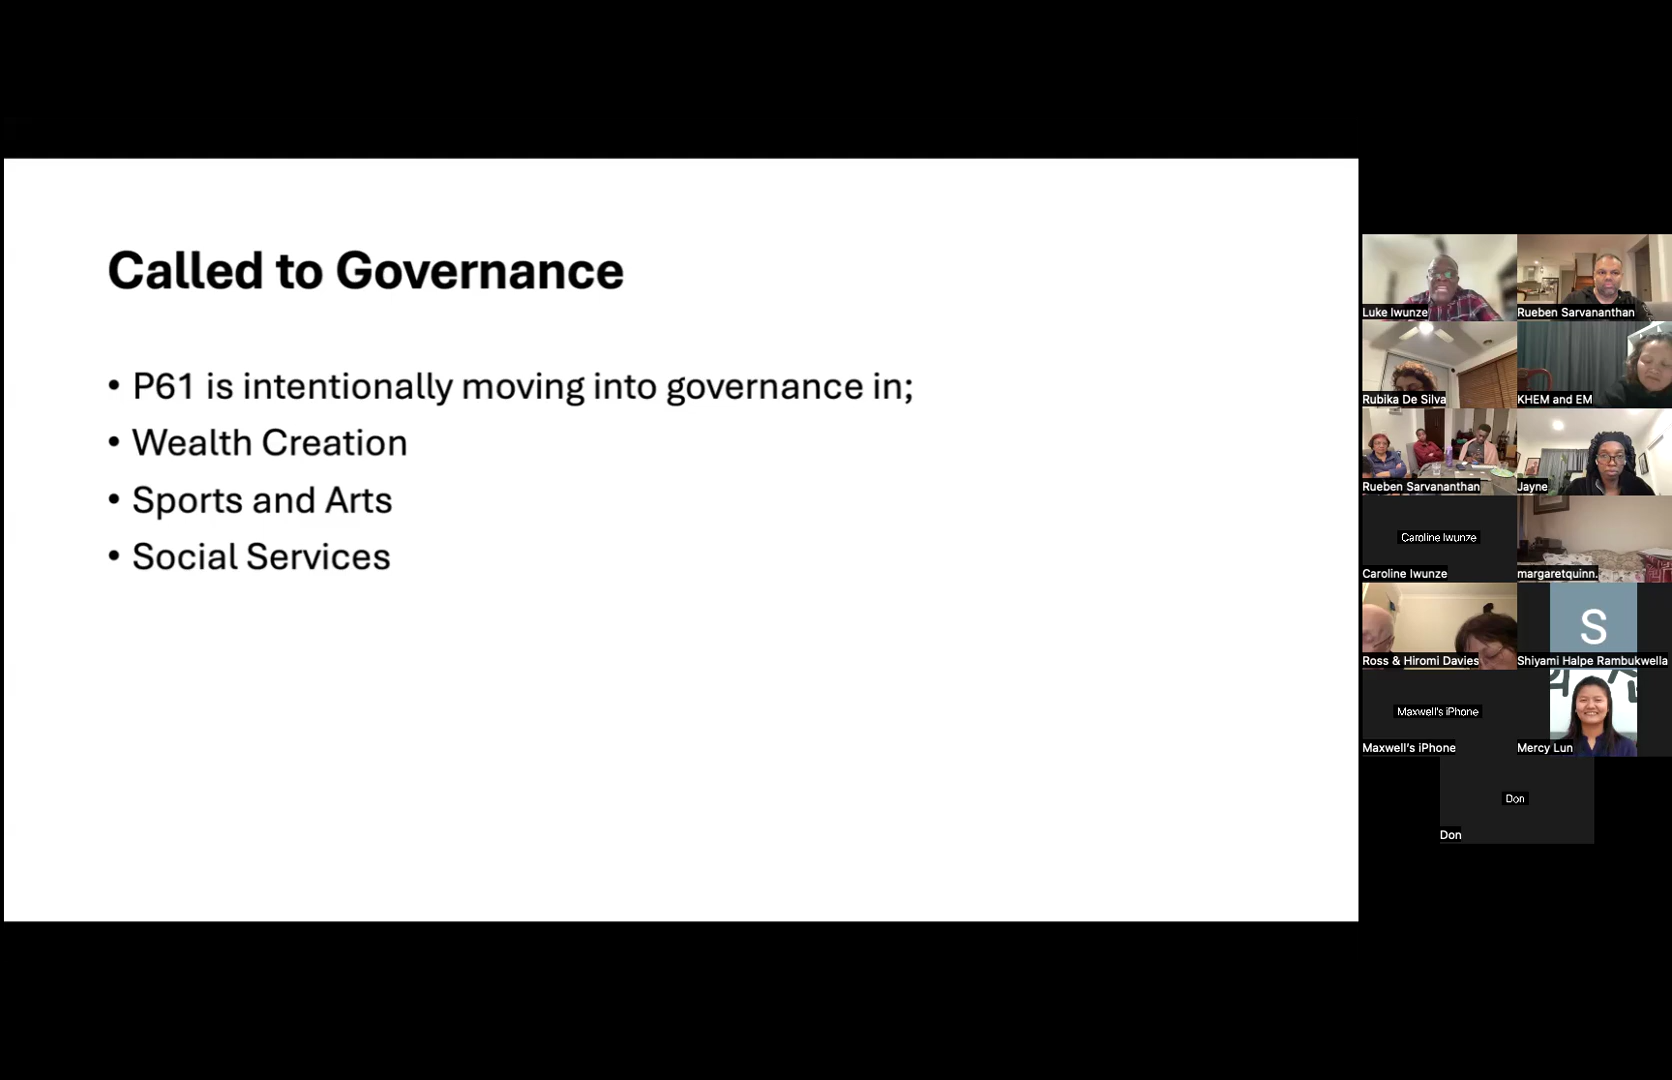 Called to Governance
• P61 is intentionally moving into governance in;
• Wealth Creation
• Sports and Arts
• Social Services
Luke Iwunze
Rueben Sarvananthan
Rubika De Silva
KHEM and EM
Rueben Sarvananthan
Jayne
Caroline Iwunze
Caroline Iwunze
margaretquinn.
Ross & Hiromi Davies
S
Shiyami Halpe Rambukwella
Maxwell's iPhone
Maxwell's iPhone
Mercy Lun
Don
Don